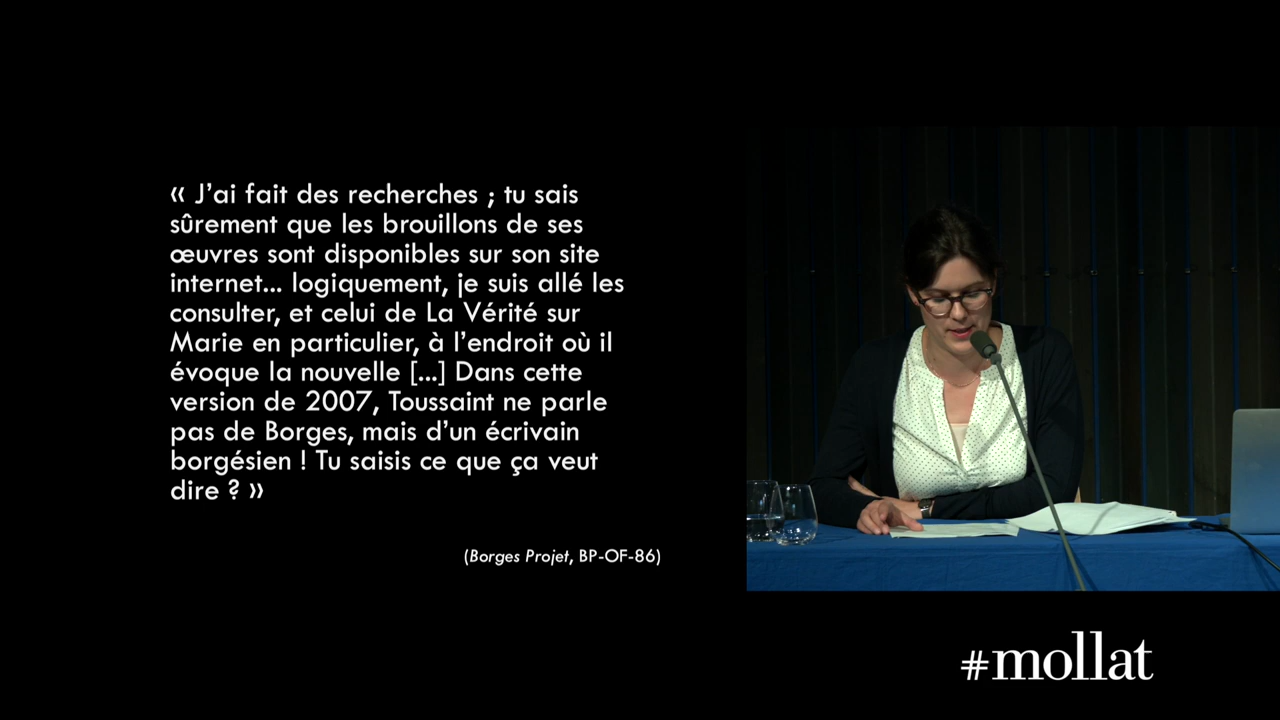 « J’ai fait des recherches ; tu sais
sûrement que les brouillons de ses
œuvres sont disponibles sur son site
internet... logiquement, je suis allé les
consulter, et celui de La Vérité sur
Marie en particulier, à l’endroit où il
évoque la nouvelle [...] Dans cette
version de 2007, Toussaint ne parle
pas de Borges, mais d’un écrivain
borgésien ! Tu saisis ce que ça veut
dire ? »
(Borges Projet, BP-OF-86)
#mollat